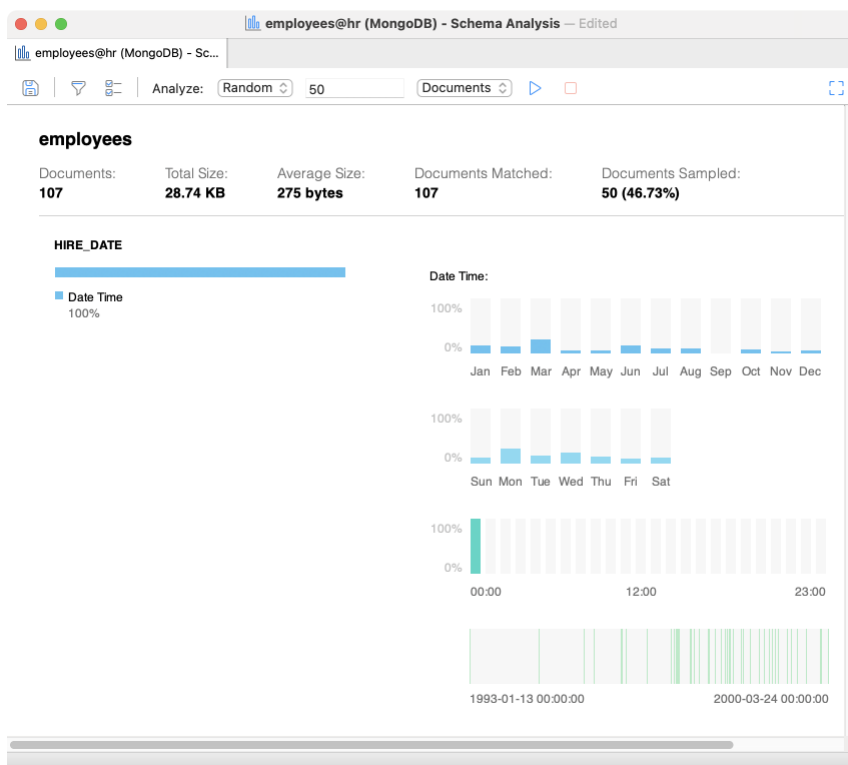 employees@hr (MongoDB) - Schema Analysis — Edited
employees@hr (MongoDB) - Sc...
Analyze: Random 50 Documents
employees
Documents: Total Size: Average Size: Documents Matched: Documents Sampled:
107 28.74 KB 275 bytes 107 50 (46.73%)
HIRE_DATE
Date Time
100%
Date Time:
100%
0%
Jan Feb Mar Apr May Jun Jul Aug Sep Oct Nov Dec
100%
0%
Sun Mon Tue Wed Thu Fri Sat
100%
0%
00:00 12:00 23:00
1993-01-13 00:00:00 2000-03-24 00:00:00